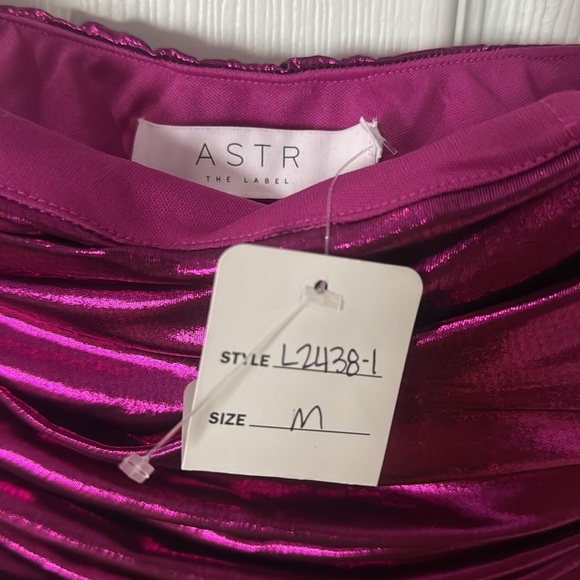 ASTR
THE LABEL
STYLE L2438-1
SIZE M